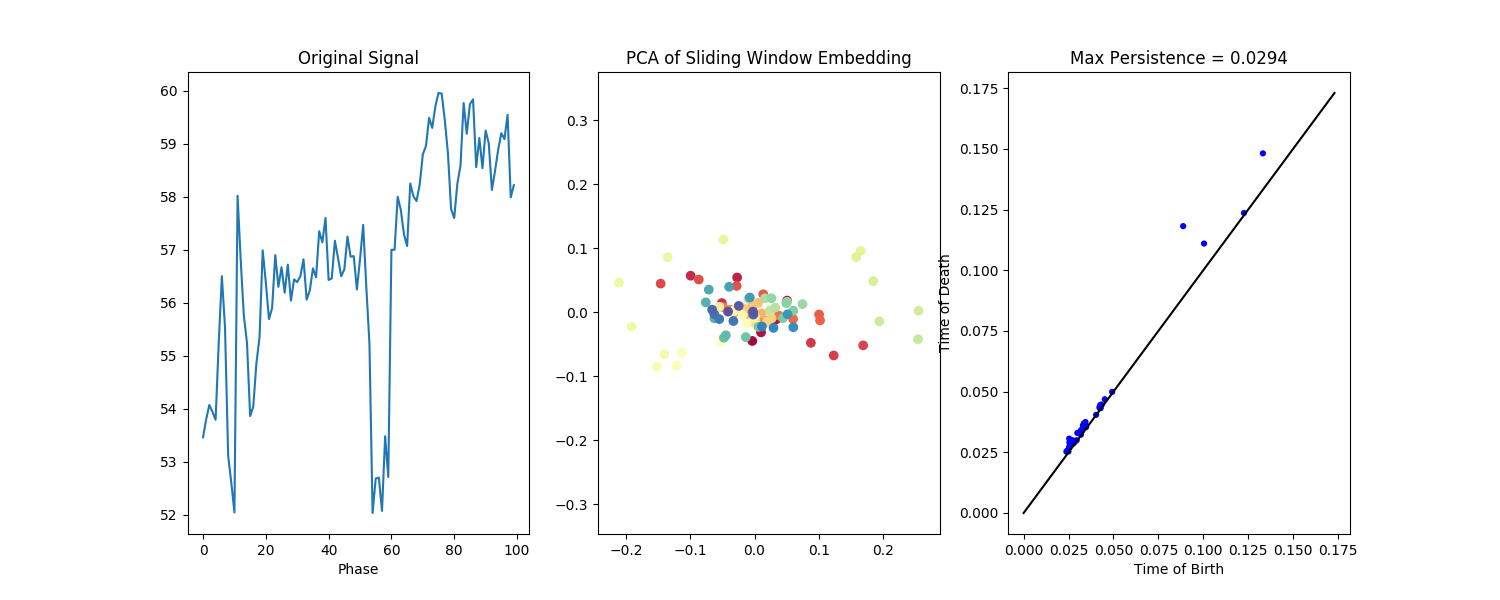 Original Signal
60
59
58
57
56
55
54
53
52
0 20 40 60 80 100
Phase
PCA of Sliding Window Embedding
0.3
0.2
0.1
0.0
−0.1
−0.2
−0.3
−0.2 −0.1 0.0 0.1 0.2
Max Persistence = 0.0294
Time of Death
0.175
0.150
0.125
0.100
0.075
0.050
0.025
0.000
0.000 0.025 0.050 0.075 0.100 0.125 0.150 0.175
Time of Birth